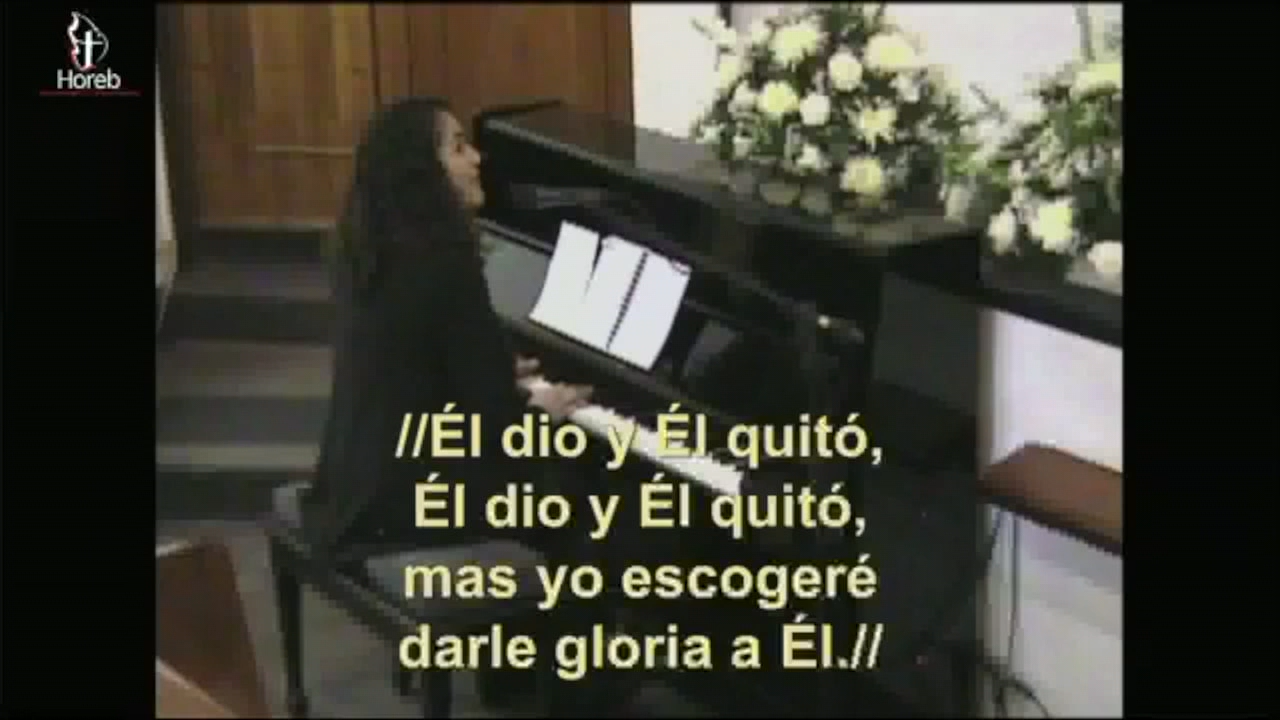 Horeb
//Él dio y Él quitó,
Él dio y Él quitó,
mas yo escogeré
darle gloria a Él.//